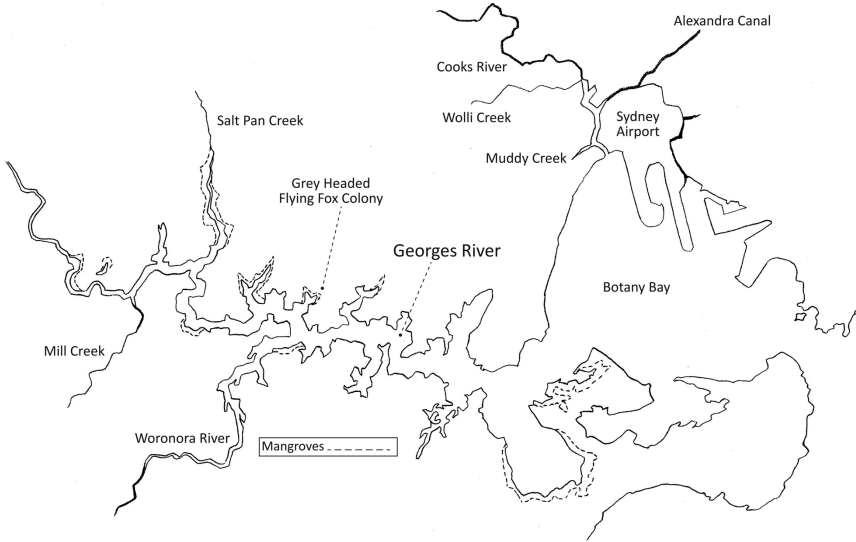 Alexandra Canal
Cooks River
Wolli Creek
Sydney
Airport
Salt Pan Creek
Muddy Creek
Grey Headed
Flying Fox Colony
Georges River
Botany Bay
Mill Creek
Woronora River
Mangroves